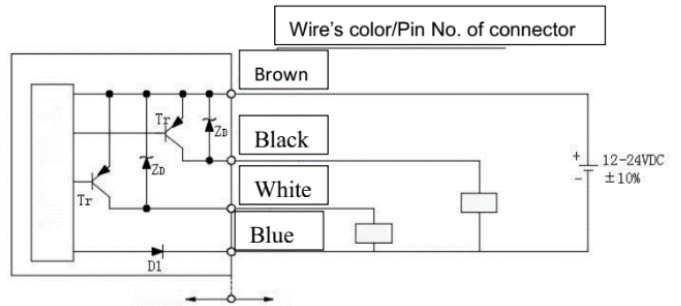 Wire's color/Pin No. of connector
Brown
Tr
ZD
Black
+ 12-24VDC
ZD
- ±10%
White
Tr
Blue
D1